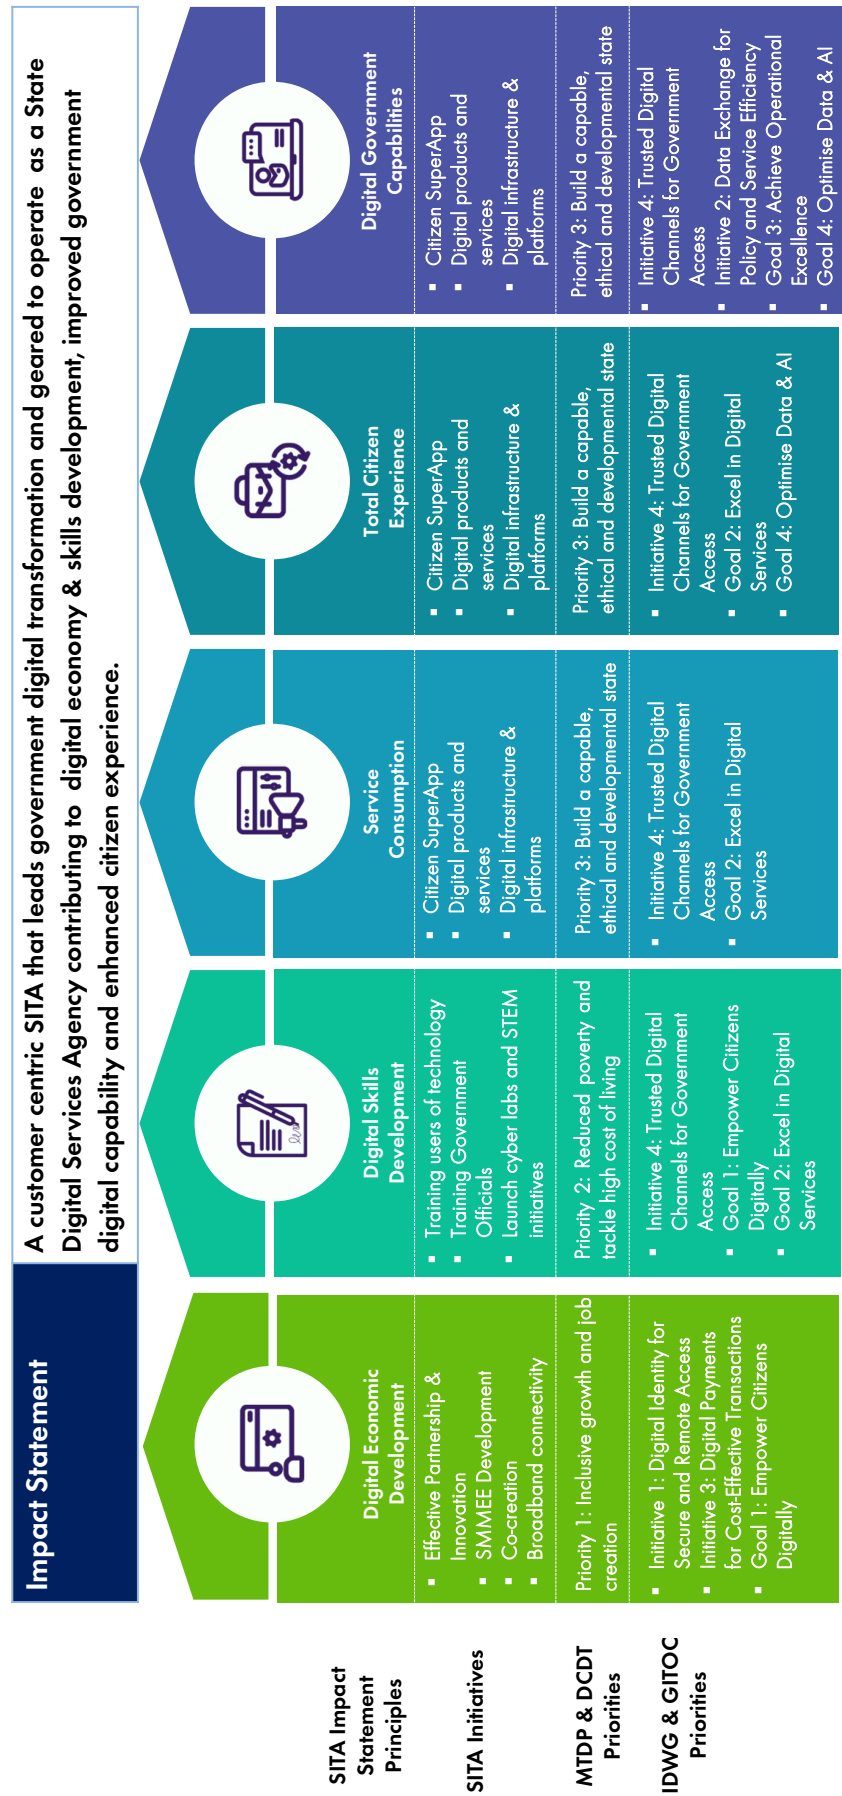 Impact Statement
A customer centric SITA that leads government digital transformation and geared to operate as a State
Digital Services Agency contributing to digital economy & skills development, improved government
digital capability and enhanced citizen experience.
SITA Impact
Statement
Principles
Digital Economic
Development
Digital Skills
Development
Service
Consumption
Total Citizen
Experience
Digital Government
Capabilities
SITA Initiatives
▪ Effective Partnership &
Innovation
▪ SMMEE Development
▪ Co-creation
▪ Broadband connectivity
▪ Training users of technology
▪ Training Government
Officials
▪ Launch cyber labs and STEM
initiatives
▪ Citizen SuperApp
▪ Digital products and
services
▪ Digital infrastructure &
platforms
▪ Citizen SuperApp
▪ Digital products and
services
▪ Digital infrastructure &
platforms
▪ Citizen SuperApp
▪ Digital products and
services
▪ Digital infrastructure &
platforms
MTDP & DCDT
Priorities
Priority 1: Inclusive growth and job
creation
Priority 2: Reduced poverty and
tackle high cost of living
Priority 3: Build a capable,
ethical and developmental state
Priority 3: Build a capable,
ethical and developmental state
Priority 3: Build a capable,
ethical and developmental state
IDWG & GITOC
Priorities
▪ Initiative 1: Digital Identity for
Secure and Remote Access
▪ Initiative 3: Digital Payments
for Cost-Effective Transactions
▪ Goal 1: Empower Citizens
Digitally
▪ Initiative 4: Trusted Digital
Channels for Government
Access
▪ Goal 1: Empower Citizens
Digitally
▪ Goal 2: Excel in Digital
Services
▪ Initiative 4: Trusted Digital
Channels for Government
Access
▪ Goal 2: Excel in Digital
Services
▪ Initiative 4: Trusted Digital
Channels for Government
Access
▪ Goal 2: Excel in Digital
Services
▪ Goal 4: Optimise Data & AI
▪ Initiative 4: Trusted Digital
Channels for Government
Access
▪ Initiative 2: Data Exchange for
Policy and Service Efficiency
▪ Goal 3: Achieve Operational
Excellence
▪ Goal 4: Optimise Data & AI